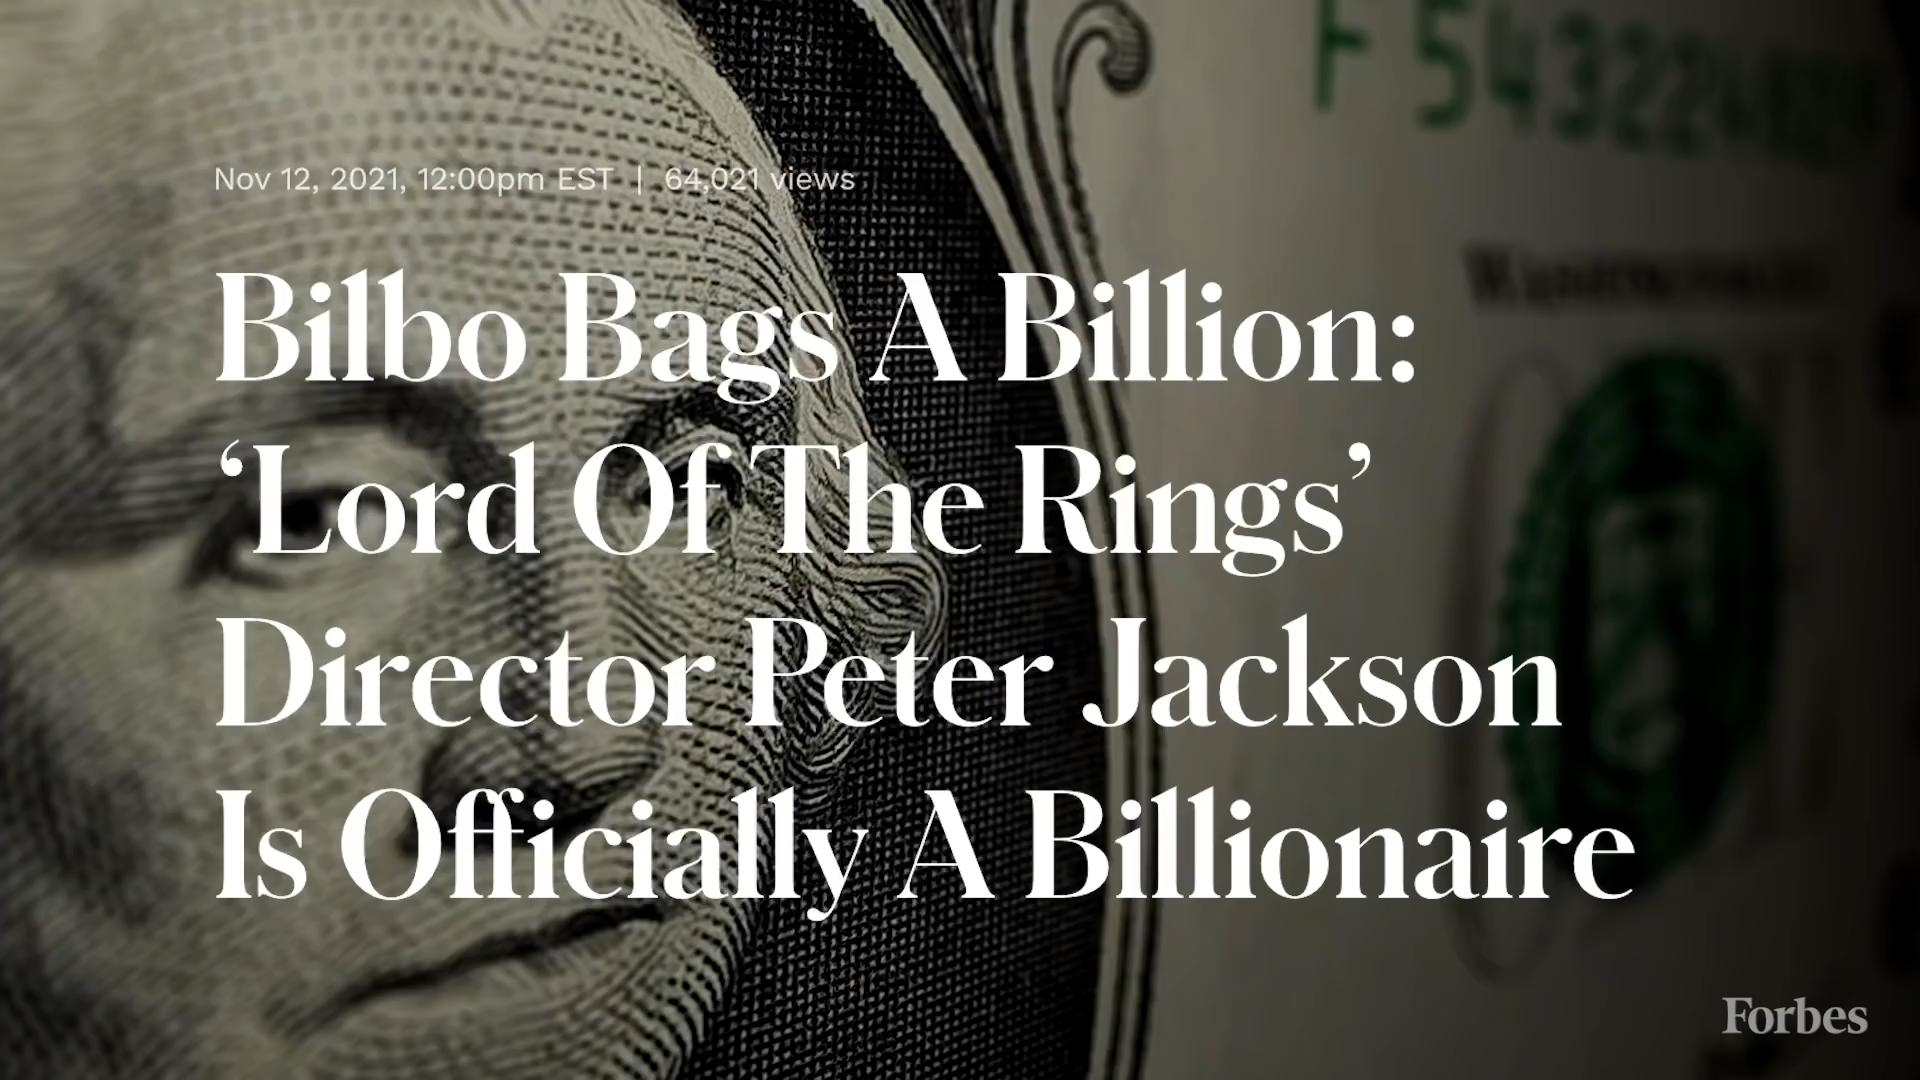 Nov 12, 2021, 12:00pm EST | 64,021 views
Bilbo Bags A Billion:
‘Lord Of The Rings’
Director Peter Jackson
Is Officially A Billionaire
Forbes